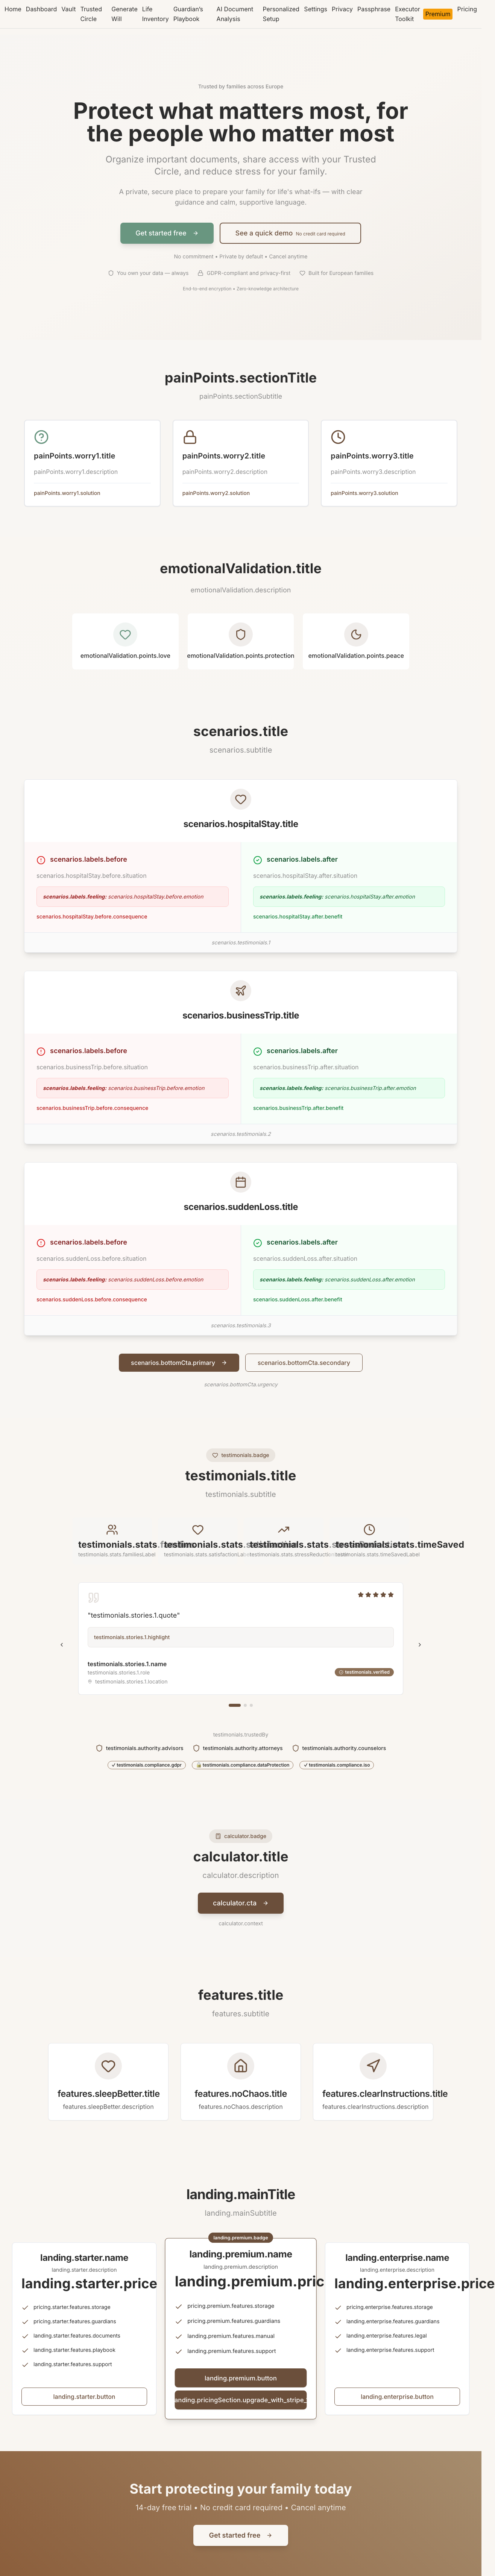 Home Dashboard Vault Trusted Circle Generate Will Life Inventory Guardian's Playbook AI Document Analysis Personalized Setup Settings Privacy Passphrase Executor Toolkit Premium Pricing
Trusted by families across Europe
Protect what matters most, for
the people who matter most
Organize important documents, share access with your Trusted
Circle, and reduce stress for your family.
A private, secure place to prepare your family for life's what-ifs — with clear
guidance and calm, supportive language.
Get started free →
See a quick demo No credit card required
No commitment • Private by default • Cancel anytime
You own your data — always
GDPR-compliant and privacy-first
Built for European families
End-to-end encryption • Zero-knowledge architecture
painPoints.sectionTitle
painPoints.sectionSubtitle
painPoints.worry1.title
painPoints.worry1.description
painPoints.worry1.solution
painPoints.worry2.title
painPoints.worry2.description
painPoints.worry2.solution
painPoints.worry3.title
painPoints.worry3.description
painPoints.worry3.solution
emotionalValidation.title
emotionalValidation.description
emotionalValidation.points.love
emotionalValidation.points.protection
emotionalValidation.points.peace
scenarios.title
scenarios.subtitle
scenarios.hospitalStay.title
scenarios.labels.before
scenarios.hospitalStay.before.situation
scenarios.labels.feeling: scenarios.hospitalStay.before.emotion
scenarios.hospitalStay.before.consequence
scenarios.labels.after
scenarios.hospitalStay.after.situation
scenarios.labels.feeling: scenarios.hospitalStay.after.emotion
scenarios.hospitalStay.after.benefit
scenarios.testimonials.1
scenarios.businessTrip.title
scenarios.labels.before
scenarios.businessTrip.before.situation
scenarios.labels.feeling: scenarios.businessTrip.before.emotion
scenarios.businessTrip.before.consequence
scenarios.labels.after
scenarios.businessTrip.after.situation
scenarios.labels.feeling: scenarios.businessTrip.after.emotion
scenarios.businessTrip.after.benefit
scenarios.testimonials.2
scenarios.suddenLoss.title
scenarios.labels.before
scenarios.suddenLoss.before.situation
scenarios.labels.feeling: scenarios.suddenLoss.before.emotion
scenarios.suddenLoss.before.consequence
scenarios.labels.after
scenarios.suddenLoss.after.situation
scenarios.labels.feeling: scenarios.suddenLoss.after.emotion
scenarios.suddenLoss.after.benefit
scenarios.testimonials.3
scenarios.bottomCta.primary →
scenarios.bottomCta.secondary
scenarios.bottomCta.urgency
testimonials.badge
testimonials.title
testimonials.subtitle
testimonials.stats
testimonials.stats
testimonials.stats
testimonials.stats.timeSaved
testimonials.stats.familiesLabel
testimonials.stats.timeSavedLabel
"testimonials.stories.1.quote"
testimonials.stories.1.highlight
testimonials.stories.1.name
testimonials.stories.1.role
testimonials.stories.1.location
testimonials.verified
testimonials.trustedBy
testimonials.authority.advisors
testimonials.authority.attorneys
testimonials.authority.counselors
✓ testimonials.compliance.gdpr
🔒 testimonials.compliance.dataProtection
✓ testimonials.compliance.iso
calculator.badge
calculator.title
calculator.description
calculator.cta →
calculator.context
features.title
features.subtitle
features.sleepBetter.title
features.sleepBetter.description
features.noChaos.title
features.noChaos.description
features.clearInstructions.title
features.clearInstructions.description
landing.mainTitle
landing.mainSubtitle
landing.starter.name
landing.starter.description
landing.starter.price
pricing.starter.features.storage
pricing.starter.features.guardians
landing.starter.features.documents
landing.starter.features.playbook
landing.starter.features.support
landing.starter.button
landing.premium.badge
landing.premium.name
landing.premium.description
landing.premium.pric
pricing.premium.features.storage
pricing.premium.features.guardians
landing.premium.features.manual
landing.premium.features.support
landing.premium.button
anding.pricingSection.upgrade_with_stripe_
landing.enterprise.name
landing.enterprise.description
landing.enterprise.price
pricing.enterprise.features.storage
landing.enterprise.features.guardians
landing.enterprise.features.legal
landing.enterprise.features.support
landing.enterprise.button
Start protecting your family today
14-day free trial • No credit card required • Cancel anytime
Get started free →